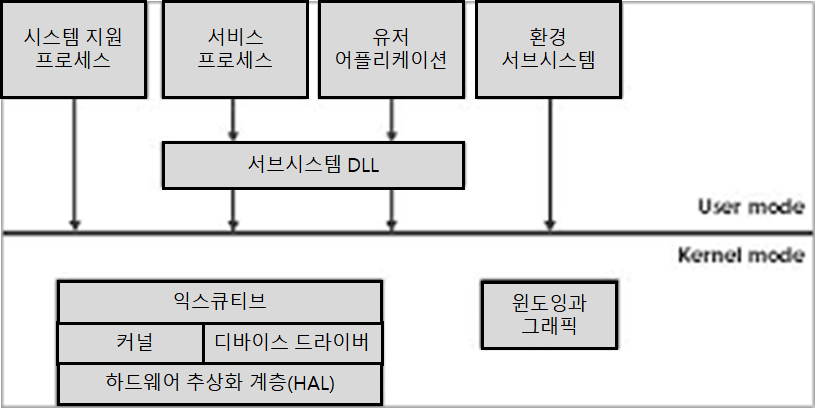 시스템 지원
프로세스
서비스
프로세스
유저
어플리케이션
환경
서브시스템
서브시스템 DLL
User mode
Kernel mode
익스큐티브
커널
디바이스 드라이버
하드웨어 추상화 계층(HAL)
윈도잉과
그래픽